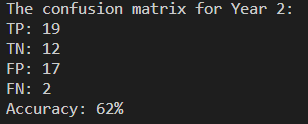 The confusion matrix for Year 2:
TP: 19
TN: 12
FP: 17
FN: 2
Accuracy: 62%